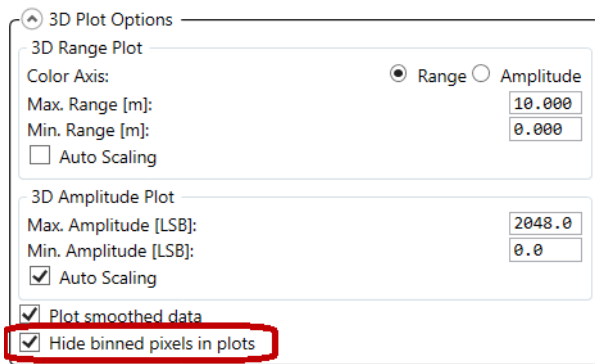 3D Plot Options
3D Range Plot
Color Axis: Range Amplitude
Max. Range [m]: 10.000
Min. Range [m]: 0.000
Auto Scaling
3D Amplitude Plot
Max. Amplitude [LSB]: 2048.0
Min. Amplitude [LSB]: 0.0
Auto Scaling
Plot smoothed data
Hide binned pixels in plots